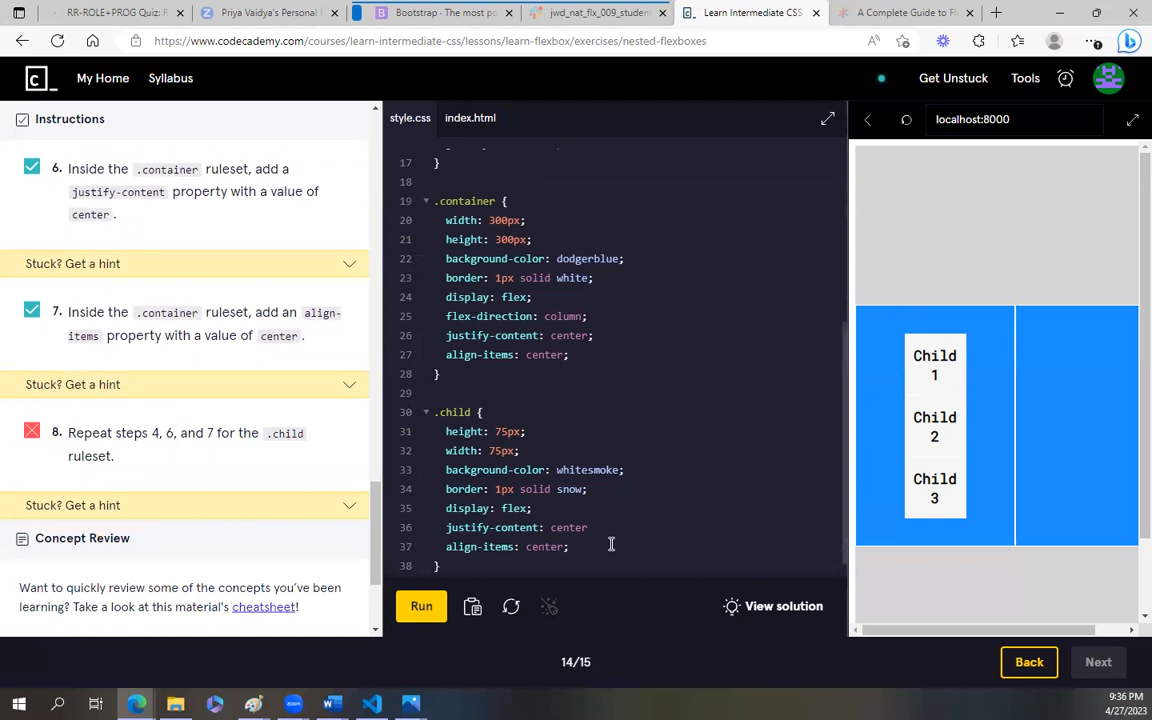 RR-ROLE+PROG Quiz: R
Priya Vaidya's Personal
Bootstrap - The most po
jwd_nat_flx_009_student
Learn Intermediate CSS
A Complete Guide to Fl
https://www.codecademy.com/courses/learn-intermediate-css/lessons/learn-flexbox/exercises/nested-flexboxes
c_
My Home
Syllabus
Get Unstuck
Tools
Instructions
style.css
index.html
localhost:8000
6. Inside the .container ruleset, add a
justify-content property with a value of
center.
Stuck? Get a hint
7. Inside the .container ruleset, add an align-
items property with a value of center.
Stuck? Get a hint
8. Repeat steps 4, 6, and 7 for the .child
ruleset.
Stuck? Get a hint
Concept Review
Want to quickly review some of the concepts you've been
learning? Take a look at this material's cheatsheet!
17 }
18
19 .container {
20 width: 300px;
21 height: 300px;
22 background-color: dodgerblue;
23 border: 1px solid white;
24 display: flex;
25 flex-direction: column;
26 justify-content: center;
27 align-items: center;
28 }
29
30 .child {
31 height: 75px;
32 width: 75px;
33 background-color: whitesmoke;
34 border: 1px solid snow;
35 display: flex;
36 justify-content: center
37 align-items: center;
38 }
Run
View solution
Child
1
Child
2
Child
3
14/15
Back
Next
9:36 PM
4/27/2023